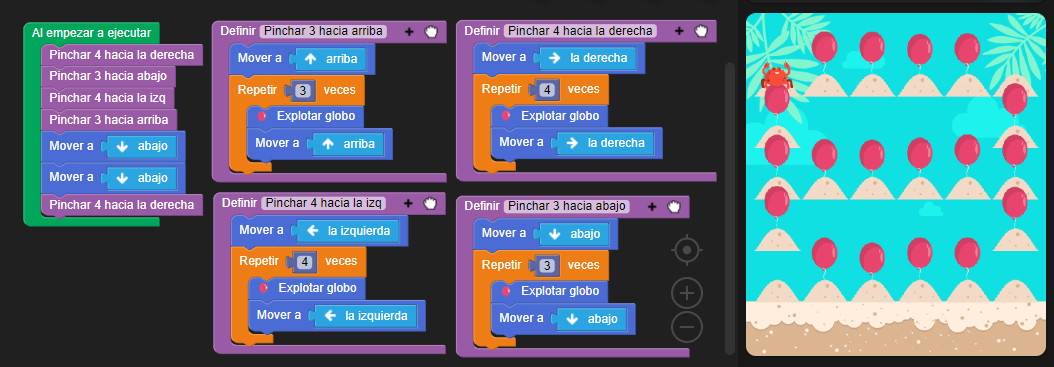 Al empezar a ejecutar
Pinchar 4 hacia la derecha
Pinchar 3 hacia abajo
Pinchar 4 hacia la izq
Pinchar 3 hacia arriba
Mover a abajo
Mover a abajo
Pinchar 4 hacia la derecha
Definir Pinchar 3 hacia arriba
Mover a arriba
Repetir 3 veces
Explotar globo
Mover a arriba
Definir Pinchar 4 hacia la derecha
Mover a la derecha
Repetir 4 veces
Explotar globo
Mover a la derecha
Definir Pinchar 4 hacia la izq
Mover a la izquierda
Repetir 4 veces
Explotar globo
Mover a la izquierda
Definir Pinchar 3 hacia abajo
Mover a abajo
Repetir 3 veces
Explotar globo
Mover a abajo